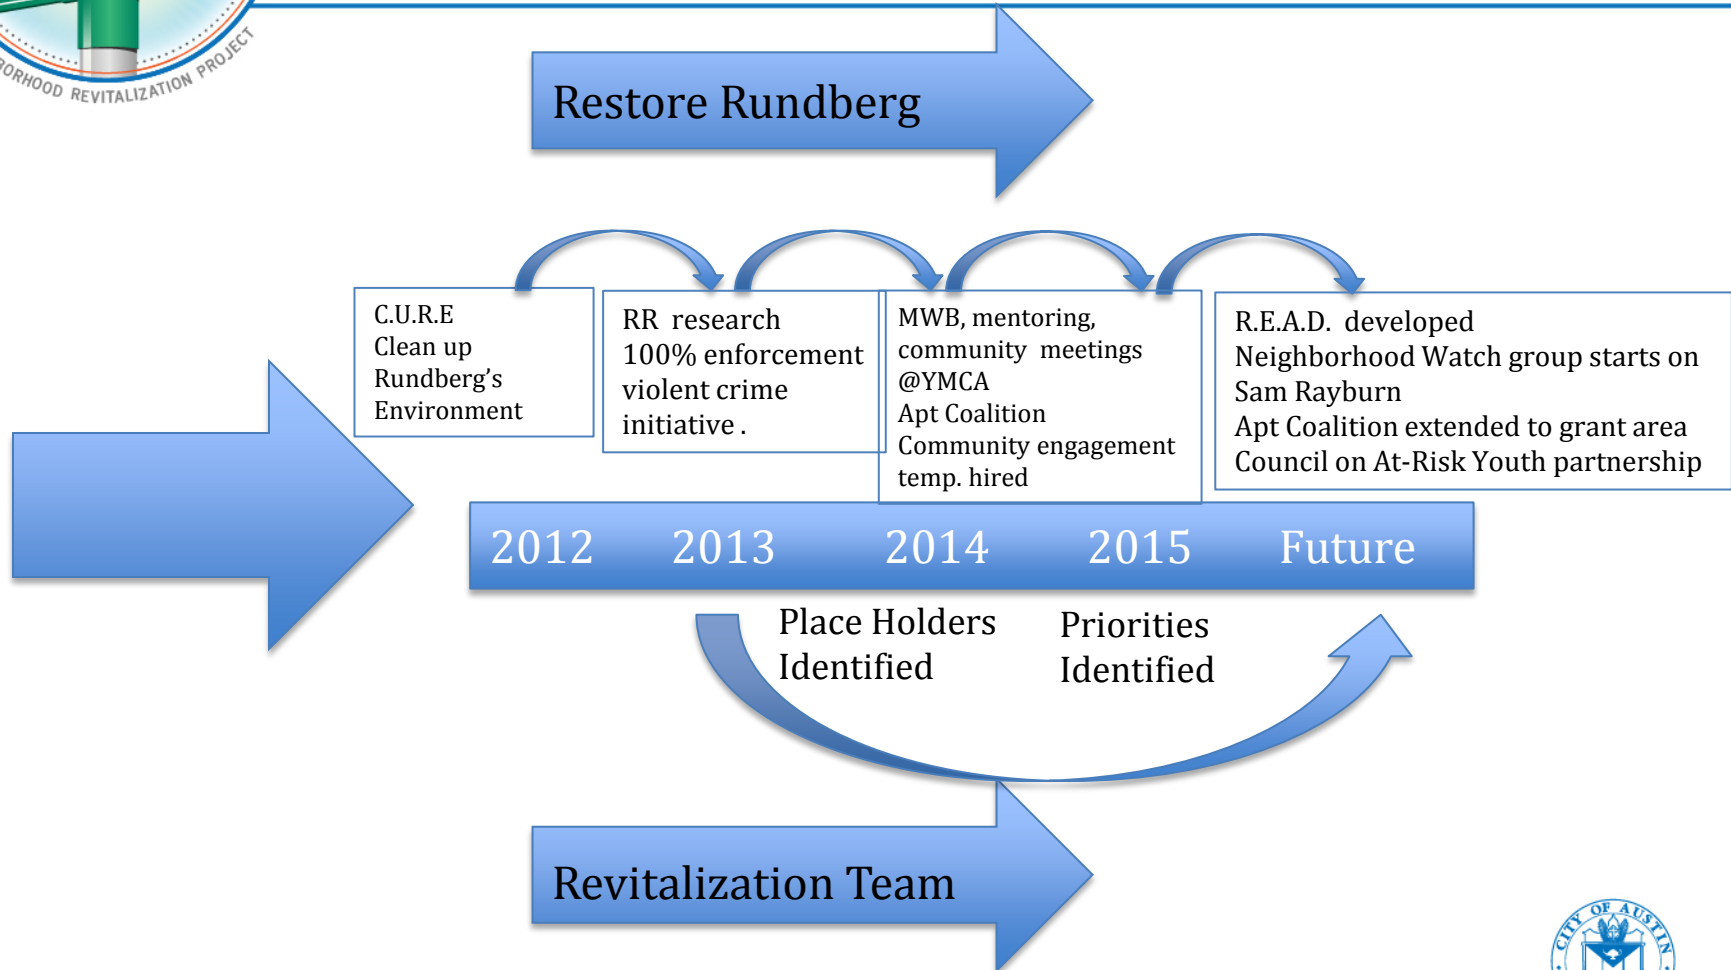 REVITALIZATION PROJECT
Restore Rundberg
C.U.R.E
Clean up
Rundberg’s
Environment
RR research
100% enforcement
violent crime
initiative .
MWB, mentoring,
community meetings
@YMCA
Apt Coalition
Community engagement
temp. hired
R.E.A.D. developed
Neighborhood Watch group starts on
Sam Rayburn
Apt Coalition extended to grant area
Council on At-Risk Youth partnership
2012 2013 2014 2015 Future
Place Holders
Identified
Priorities
Identified
Revitalization Team
CITY OF AUSTIN